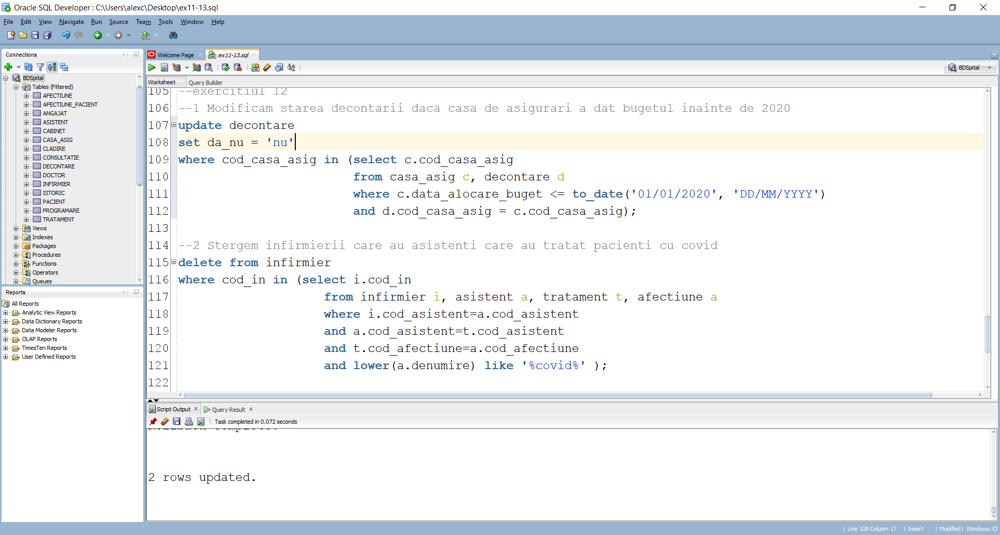 Oracle SQL Developer : C:\Users\alexc\Desktop\ex11-13.sql
File Edit View Navigate Run Source Team Tools Window Help
Connections
BDSpital
Tables (Filtered)
AFECTIUNE
AFECTIUNE_PACIENT
ANGAJAT
ASISTENT
CABINET
CASA_ASIG
CLADIRE
CONSULTATIE
DECONTARE
DOCTOR
INFIRMIER
ISTORIC
PACIENT
PROGRAMARE
TRATAMENT
Views
Indexes
Packages
Procedures
Functions
Operators
Queues
Reports
All Reports
Analytic View Reports
Data Dictionary Reports
Data Modeler Reports
OLAP Reports
TimesTen Reports
User Defined Reports
Welcome Page
ex11-13.sql
BDSpital
Worksheet Query Builder
105 --exercitiul 12
106 --1 Modificam starea decontarii daca casa de asigurari a dat bugetul inainte de 2020
107 update decontare
108 set da_nu = 'nu'
109 where cod_casa_asig in (select c.cod_casa_asig
110 from casa_asig c, decontare d
111 where c.data_alocare_buget <= to_date('01/01/2020', 'DD/MM/YYYY')
112 and d.cod_casa_asig = c.cod_casa_asig);
113
114 --2 Stergem infirmierii care au asistenti care au tratat pacienti cu covid
115 delete from infirmier
116 where cod_in in (select i.cod_in
117 from infirmier i, asistent a, tratament t, afectiune a
118 where i.cod_asistent=a.cod_asistent
119 and a.cod_asistent=t.cod_asistent
120 and t.cod_afectiune=a.cod_afectiune
121 and lower(a.denumire) like '%covid%' );
122
Script Output Query Result
Task completed in 0.072 seconds
2 rows updated.
Line 108 Column 17 | Insert | Modified | Windows: